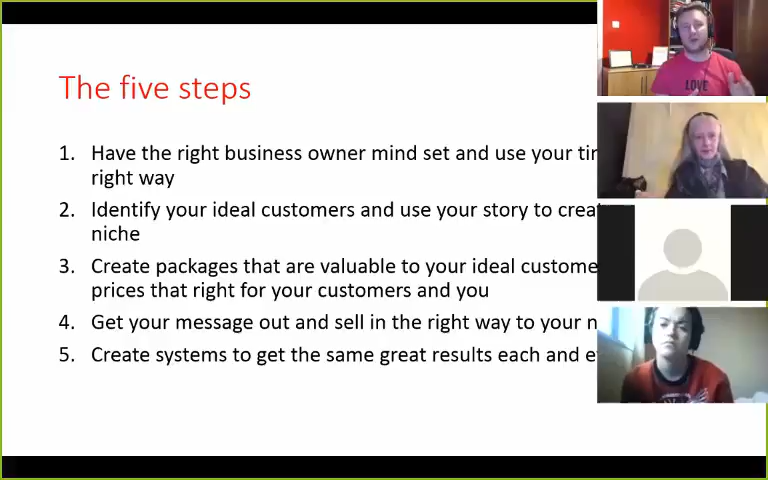 The five steps
1. Have the right business owner mind set and use your
right way
2. Identify your ideal customers and use your story to
niche
3. Create packages that are valuable to your ideal
prices that right for your customers and you
4. Get your message out and sell in the right way to your
5. Create systems to get the same great results each and
LOVE